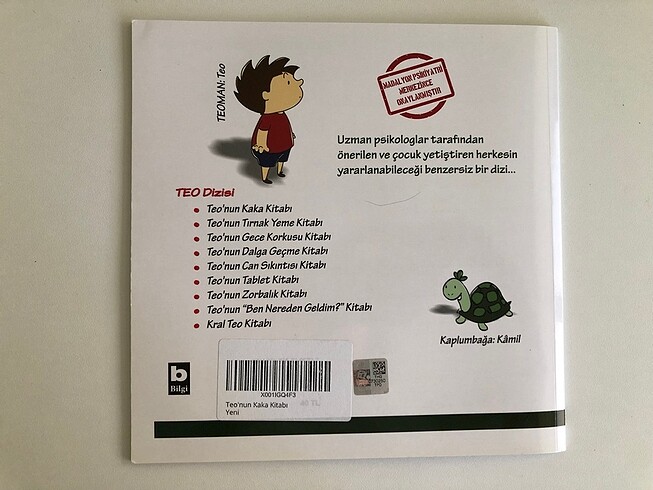 TEOMAN: Teo
MADALYON PSİKİYATRİ
MERKEZİNCE
ONAYLANMIŞTIR
Uzman psikologlar tarafından
önerilen ve çocuk yetiştiren herkesin
yararlanabileceği benzersiz bir dizi...
TEO Dizisi
Teo'nun Kaka Kitabı
Teo'nun Tırnak Yeme Kitabı
Teo'nun Gece Korkusu Kitabı
Teo'nun Dalga Geçme Kitabı
Teo'nun Can Sıkıntısı Kitabı
Teo'nun Tablet Kitabı
Teo'nun Zorbalık Kitabı
Teo'nun "Ben Nereden Geldim?" Kitabı
Kral Teo Kitabı
Kaplumbağa: Kâmil
b
Bilgi
X001IGQ4F3
Teo'nun Kaka Kitabı
Yeni